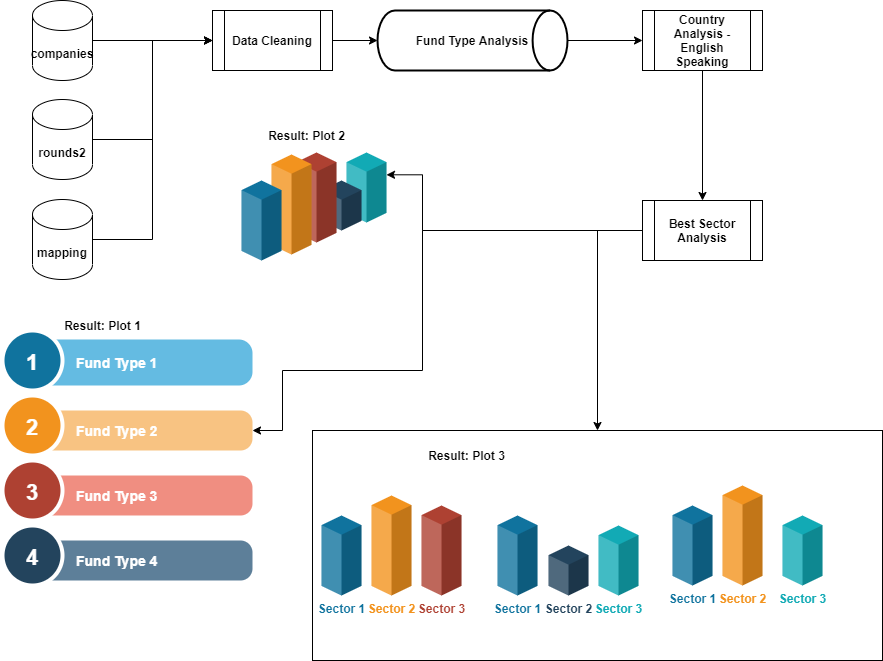 companies
Data Cleaning
Fund Type Analysis
Country
Analysis -
English
Speaking
rounds2
Result: Plot 2
mapping
Best Sector
Analysis
Result: Plot 1
1
Fund Type 1
2
Fund Type 2
3
Fund Type 3
4
Fund Type 4
Result: Plot 3
Sector 1 Sector 2 Sector 3
Sector 1 Sector 2 Sector 3
Sector 1 Sector 2 Sector 3